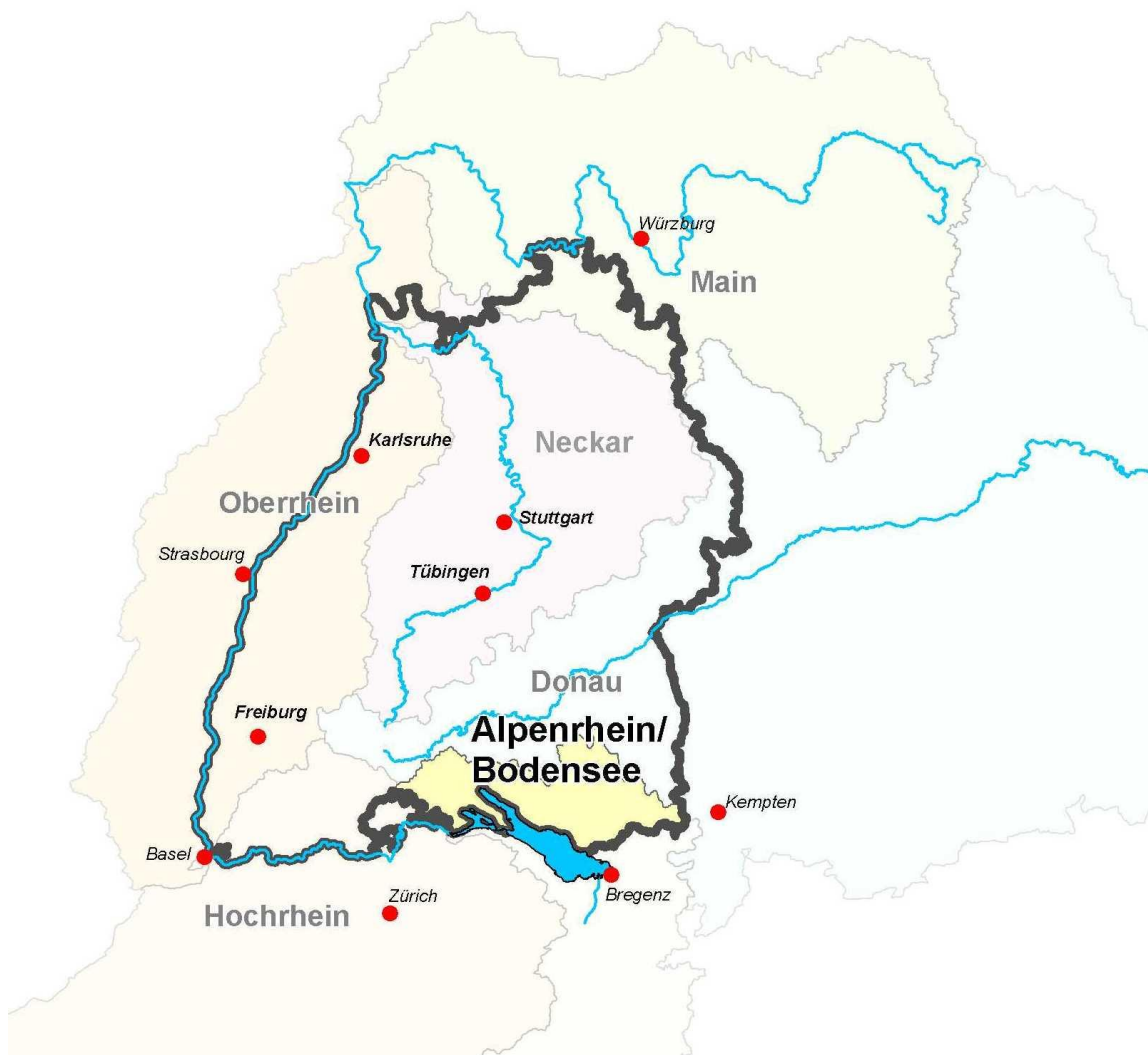 Würzburg
Main
Karlsruhe
Neckar
Oberrhein
Stuttgart
Strasbourg
Tübingen
Donau
Freiburg
Alpenrhein/
Bodensee
Kempten
Basel
Zürich
Bregenz
Hochrhein